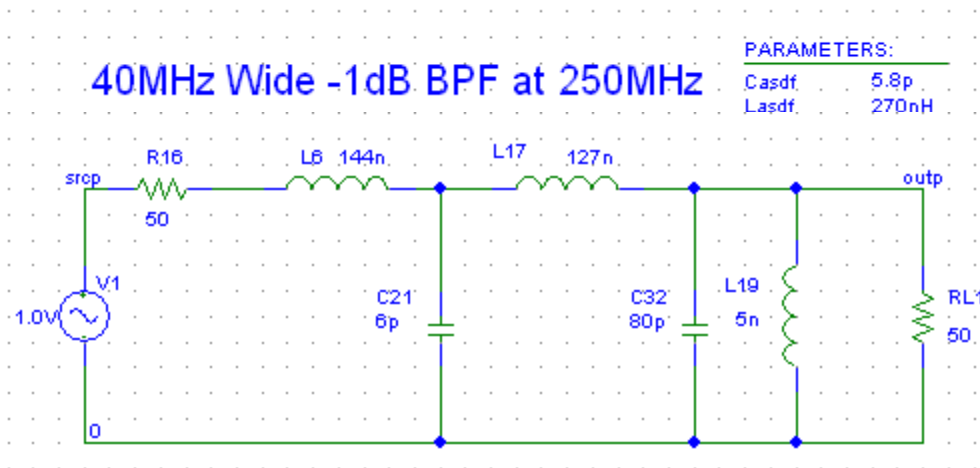 40MHz Wide -1dB BPF at 250MHz
PARAMETERS:
Casdf 5.8p
Lasdf 270nH
R16
50
L6 144n
L17 127n
srcp
outp
V1
1.0V
C21
6p
C32
80p
L19
5n
RL1
50
0